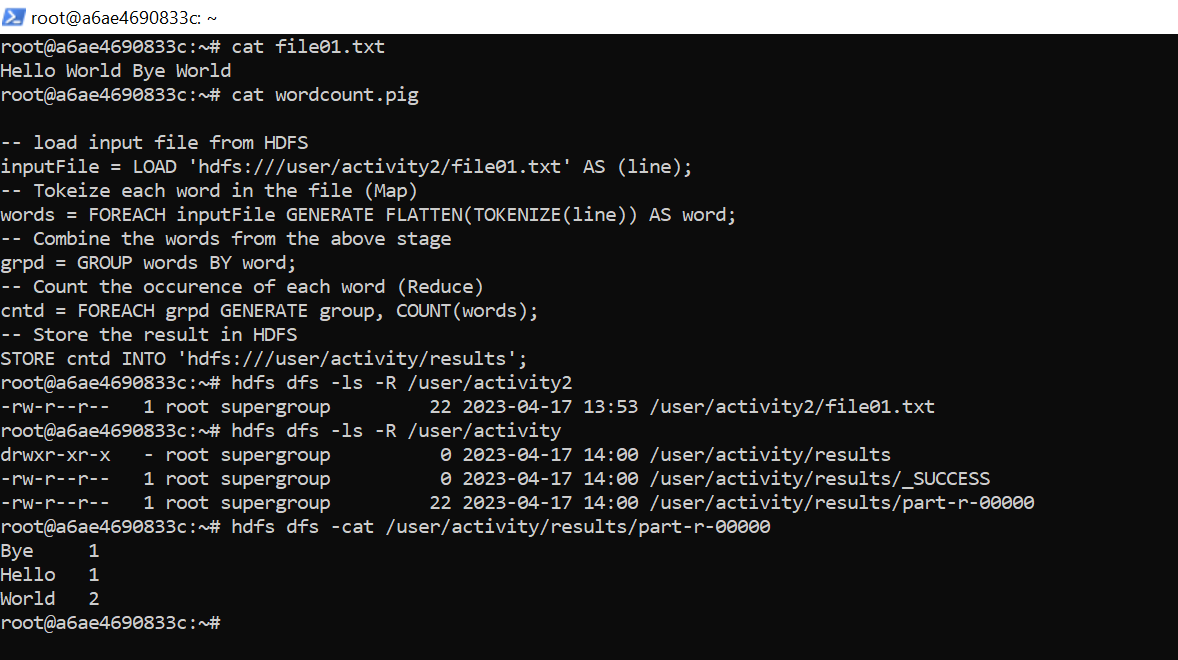 root@a6ae4690833c: ~
root@a6ae4690833c:~# cat file01.txt
Hello World Bye World
root@a6ae4690833c:~# cat wordcount.pig
-- load input file from HDFS
inputFile = LOAD 'hdfs:///user/activity2/file01.txt' AS (line);
-- Tokeize each word in the file (Map)
words = FOREACH inputFile GENERATE FLATTEN(TOKENIZE(line)) AS word;
-- Combine the words from the above stage
grpd = GROUP words BY word;
-- Count the occurence of each word (Reduce)
cntd = FOREACH grpd GENERATE group, COUNT(words);
-- Store the result in HDFS
STORE cntd INTO 'hdfs:///user/activity/results';
root@a6ae4690833c:~# hdfs dfs -ls -R /user/activity2
-rw-r--r--   1 root supergroup         22 2023-04-17 13:53 /user/activity2/file01.txt
root@a6ae4690833c:~# hdfs dfs -ls -R /user/activity
drwxr-xr-x   - root supergroup          0 2023-04-17 14:00 /user/activity/results
-rw-r--r--   1 root supergroup          0 2023-04-17 14:00 /user/activity/results/_SUCCESS
-rw-r--r--   1 root supergroup         22 2023-04-17 14:00 /user/activity/results/part-r-00000
root@a6ae4690833c:~# hdfs dfs -cat /user/activity/results/part-r-00000
Bye     1
Hello   1
World   2
root@a6ae4690833c:~#